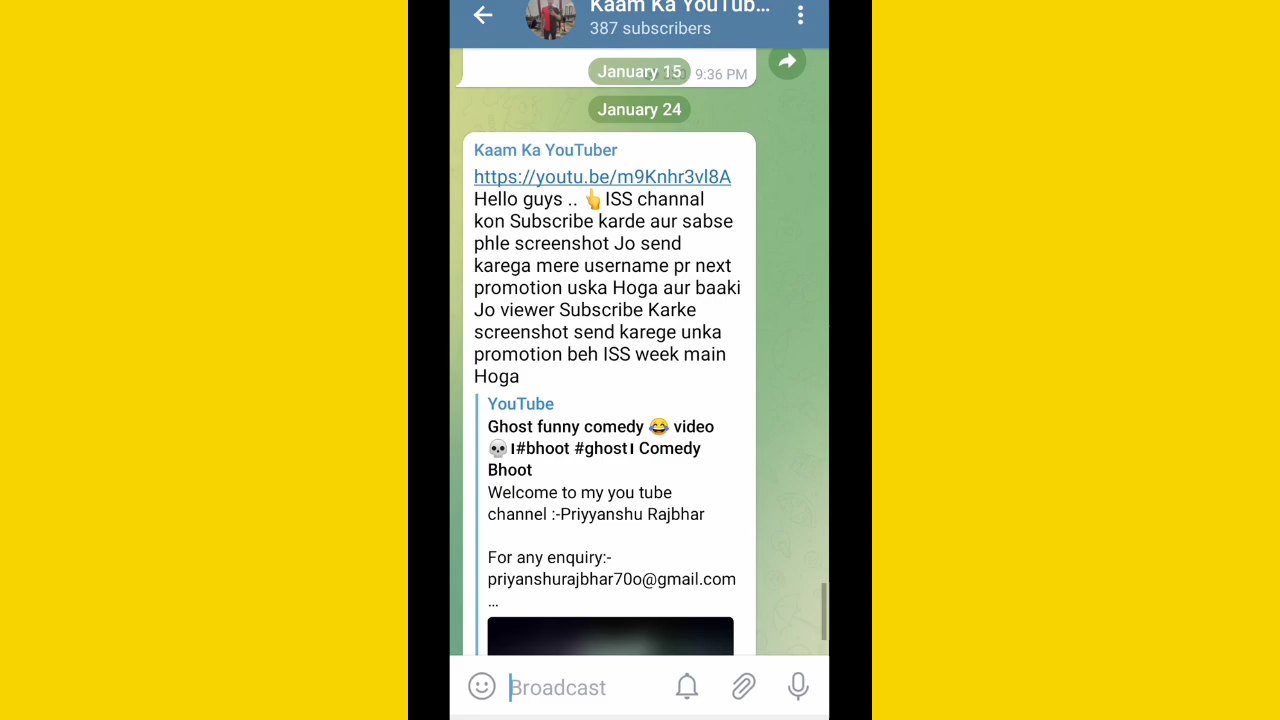 Kaam Ka YouTub...
387 subscribers
January 15
9:36 PM
January 24
Kaam Ka YouTuber
https://youtu.be/m9Knhr3vl8A
Hello guys .. 👆ISS channal
kon Subscribe karde aur sabse
phle screenshot Jo send
karega mere username pr next
promotion uska Hoga aur baaki
Jo viewer Subscribe Karke
screenshot send karege unka
promotion beh ISS week main
Hoga
YouTube
Ghost funny comedy 😂 video
💀।#bhoot #ghost। Comedy
Bhoot
Welcome to my you tube
channel :-Priyyanshu Rajbhar
For any enquiry:-
priyanshurajbhar70o@gmail.com
...
Broadcast